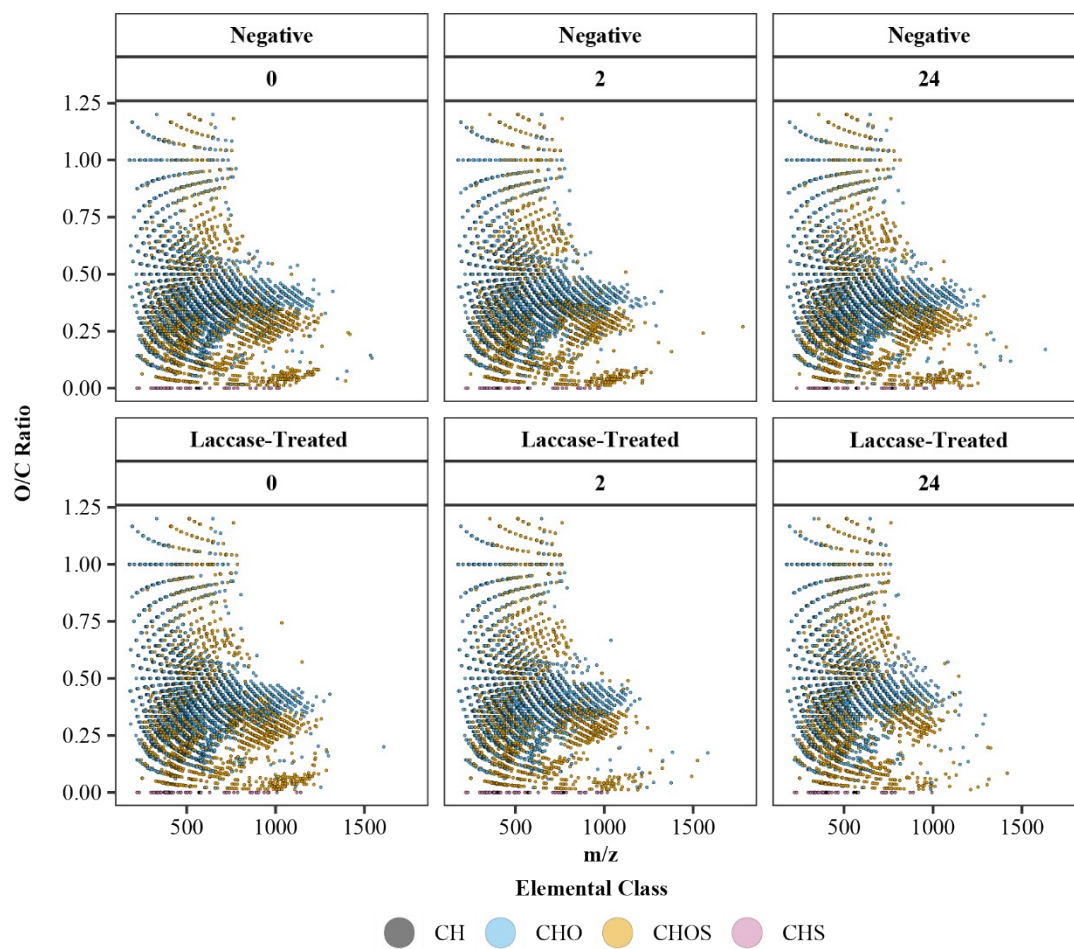 Negative Negative Negative
0 2 24
1.25
1.00
0.75
0.50
0.25
0.00
Laccase-Treated Laccase-Treated Laccase-Treated
0 2 24
O/C Ratio
1.25
1.00
0.75
0.50
0.25
0.00
500 1000 1500 500 1000 1500 500 1000 1500
m/z
Elemental Class
CH CHO CHOS CHS